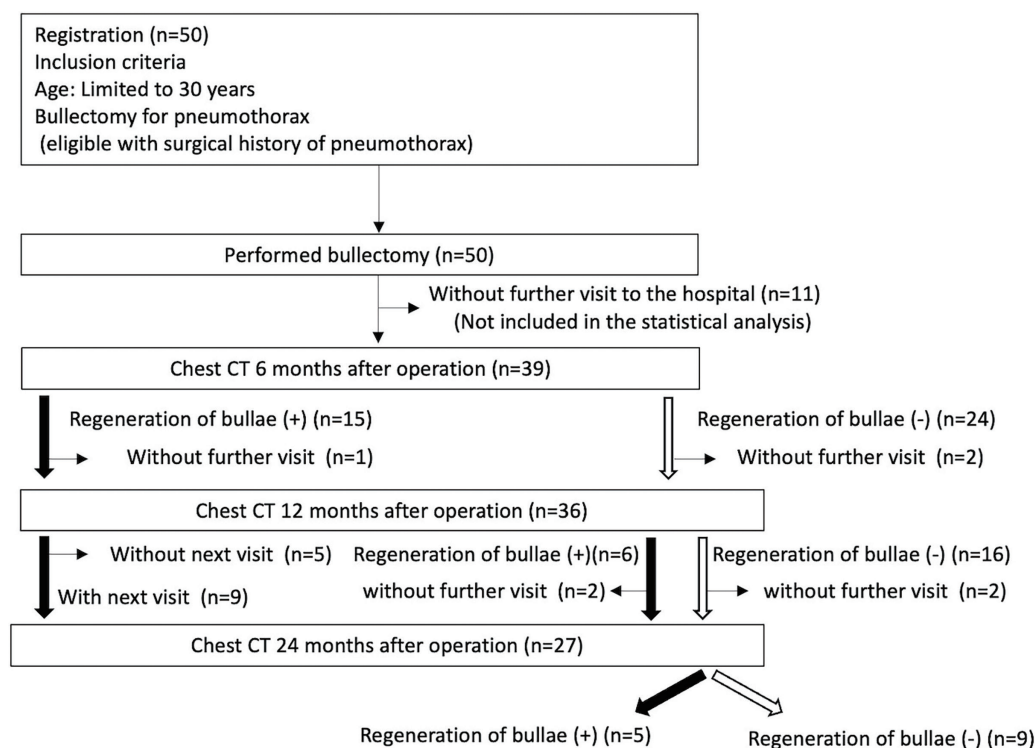 Registration (n=50)
Inclusion criteria
Age: Limited to 30 years
Bullectomy for pneumothorax
(eligible with surgical history of pneumothorax)
Performed bullectomy (n=50)
Without further visit to the hospital (n=11)
(Not included in the statistical analysis)
Chest CT 6 months after operation (n=39)
Regeneration of bullae (+) (n=15)
Regeneration of bullae (-) (n=24)
Without further visit (n=1)
Without further visit (n=2)
Chest CT 12 months after operation (n=36)
Without next visit (n=5)
Regeneration of bullae (+)(n=6)
Regeneration of bullae (-) (n=16)
With next visit (n=9)
without further visit (n=2)
without further visit (n=2)
Chest CT 24 months after operation (n=27)
Regeneration of bullae (+) (n=5)
Regeneration of bullae (-) (n=9)